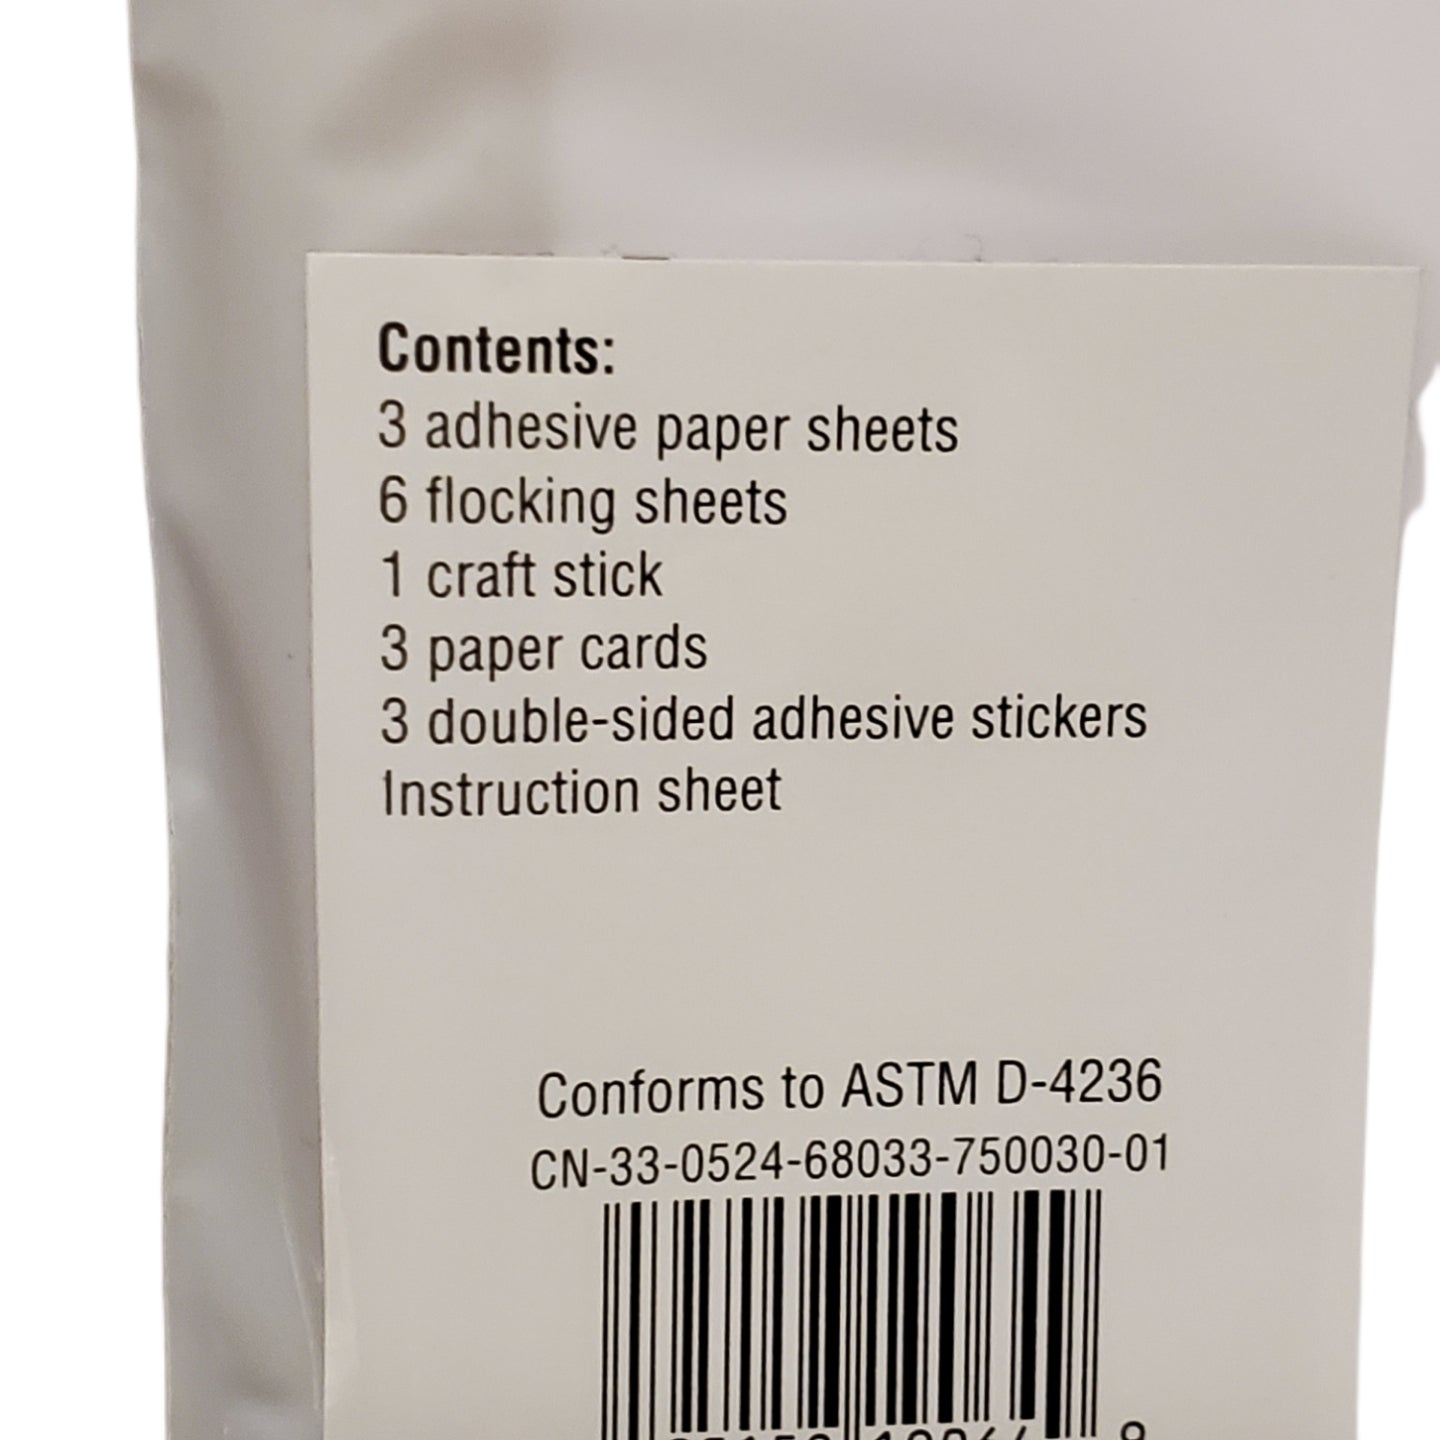 Contents:
3 adhesive paper sheets
6 flocking sheets
1 craft stick
3 paper cards
3 double-sided adhesive stickers
Instruction sheet
Conforms to ASTM D-4236
CN-33-0524-68033-750030-01